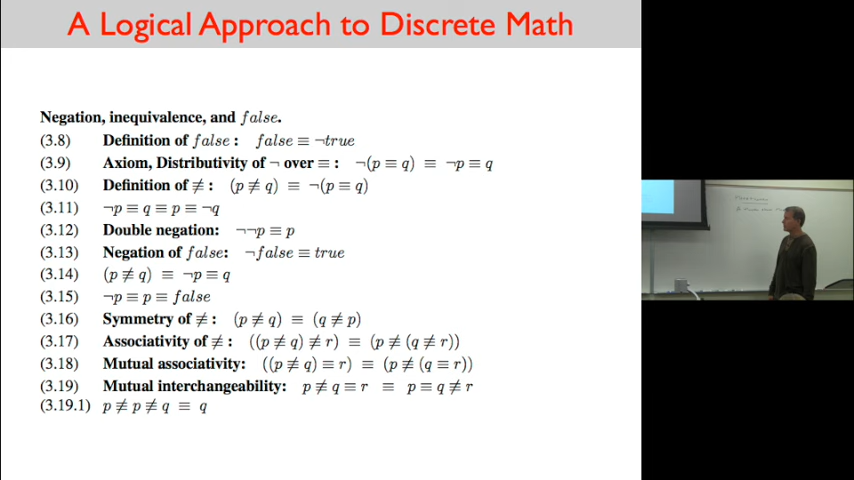 A Logical Approach to Discrete Math
Negation, inequivalence, and false.
(3.8) Definition of false : false ≡ ¬true
(3.9) Axiom, Distributivity of ¬ over ≡ : ¬(p ≡ q) ≡ ¬p ≡ q
(3.10) Definition of ≢ : (p ≢ q) ≡ ¬(p ≡ q)
(3.11) ¬p ≡ q ≡ p ≡ ¬q
(3.12) Double negation: ¬¬p ≡ p
(3.13) Negation of false: ¬false ≡ true
(3.14) (p ≢ q) ≡ ¬p ≡ q
(3.15) ¬p ≡ p ≡ false
(3.16) Symmetry of ≢ : (p ≢ q) ≡ (q ≢ p)
(3.17) Associativity of ≢ : ((p ≢ q) ≢ r) ≡ (p ≢ (q ≢ r))
(3.18) Mutual associativity: ((p ≢ q) ≡ r) ≡ (p ≢ (q ≡ r))
(3.19) Mutual interchangeability: p ≢ q ≡ r ≡ p ≡ q ≢ r
(3.19.1) p ≢ p ≢ q ≡ q